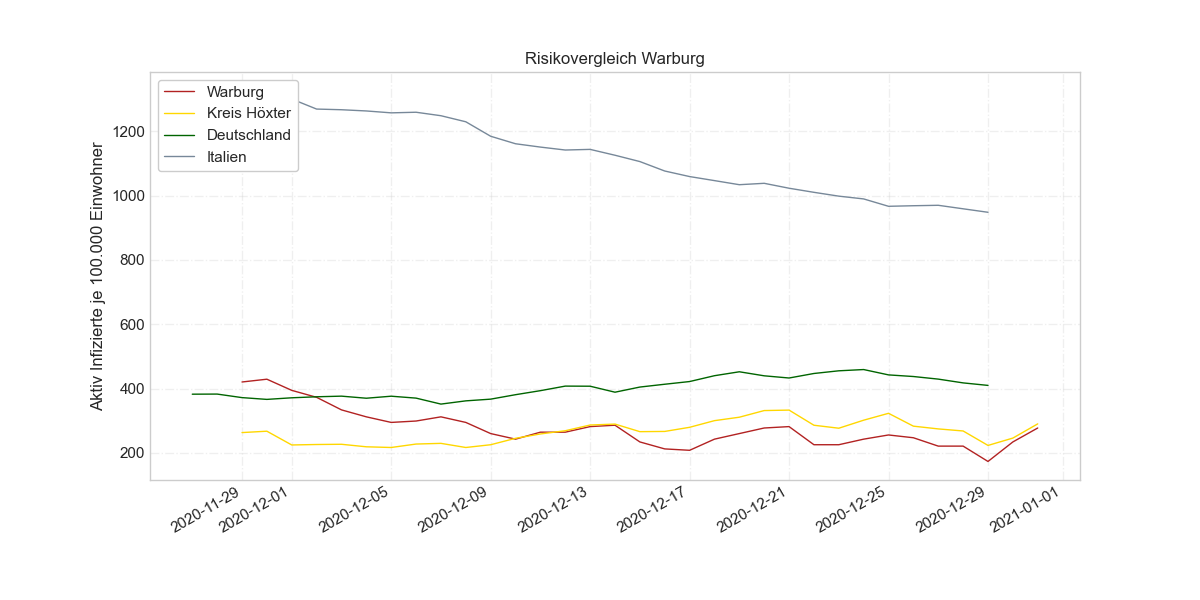 Risikovergleich Warburg
Warburg
Kreis Höxter
Deutschland
Italien
Aktiv Infizierte je 100.000 Einwohner
1200
1000
800
600
400
200
2020-11-29
2020-12-01
2020-12-05
2020-12-09
2020-12-13
2020-12-17
2020-12-21
2020-12-25
2020-12-29
2021-01-01